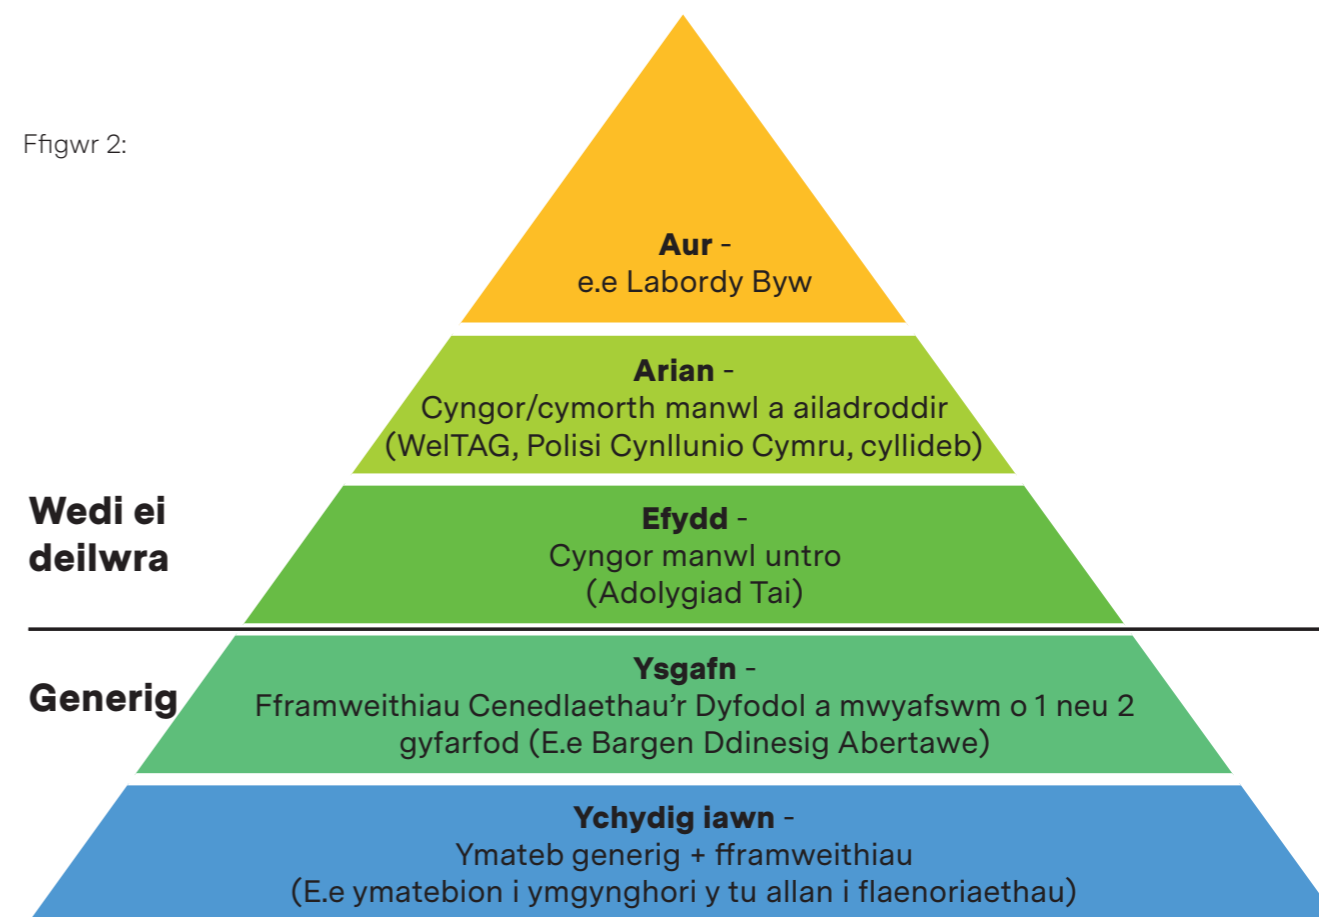 Ffigwr 2:
Aur -
e.e Labordy Byw
Arian -
Cyngor/cymorth manwl a ailadroddir
(WelTAG, Polisi Cynllunio Cymru, cyllideb)
Wedi ei
deilwra
Efydd -
Cyngor manwl untro
(Adolygiad Tai)
Generig
Ysgafn -
Fframweithiau Cenedlaethau’r Dyfodol a mwyafswm o 1 neu 2
gyfarfod (E.e Bargen Ddinesig Abertawe)
Ychydig iawn -
Ymateb generig + fframweithiau
(E.e ymatebion i ymgynghori y tu allan i flaenoriaethau)